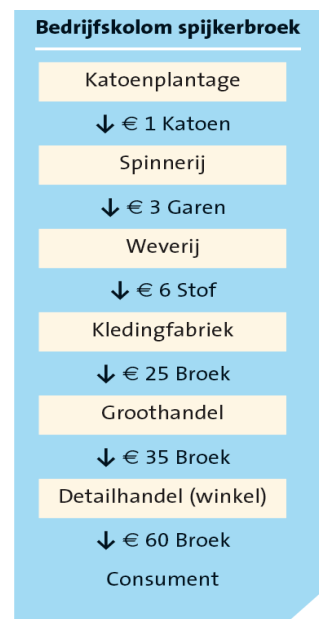 Bedrijfskolom spijkerbroek
Katoenplantage
↓ € 1 Katoen
Spinnerij
↓ € 3 Garen
Weverij
↓ € 6 Stof
Kledingfabriek
↓ € 25 Broek
Groothandel
↓ € 35 Broek
Detailhandel (winkel)
↓ € 60 Broek
Consument